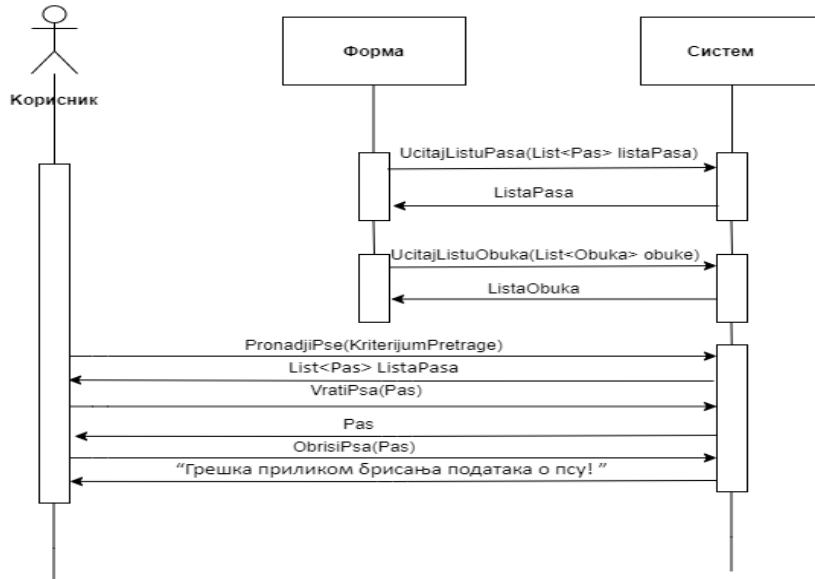 Форма
Систем
Корисник
UcitajListuPasa(List<Pas> listaPasa)
ListaPasa
UcitajListuObuka(List<Obuka> obuke)
ListaObuka
PronadjiPse(KriterijumPretrage)
List<Pas> ListaPasa
VratiPsa(Pas)
Pas
ObrisiPsa(Pas)
“Грешка приликом брисања података о псу! ”